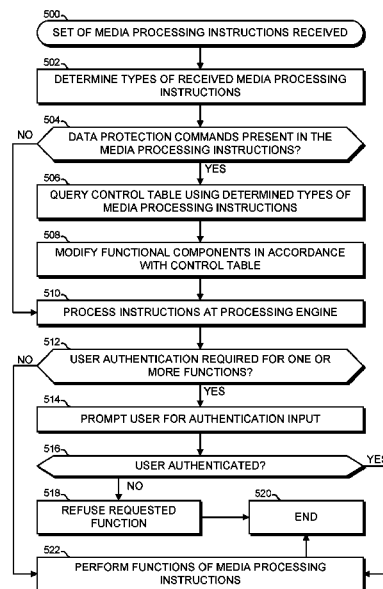 500
SET OF MEDIA PROCESSING INSTRUCTIONS RECEIVED
502
DETERMINE TYPES OF RECEIVED MEDIA PROCESSING
INSTRUCTIONS
504
NO
DATA PROTECTION COMMANDS PRESENT IN THE
MEDIA PROCESSING INSTRUCTIONS?
YES
506
QUERY CONTROL TABLE USING DETERMINED TYPES OF
MEDIA PROCESSING INSTRUCTIONS
508
MODIFY FUNCTIONAL COMPONENTS IN ACCORDANCE
WITH CONTROL TABLE
510
PROCESS INSTRUCTIONS AT PROCESSING ENGINE
512
NO
USER AUTHENTICATION REQUIRED FOR ONE OR
MORE FUNCTIONS?
YES
514
PROMPT USER FOR AUTHENTICATION INPUT
516
USER AUTHENTICATED?
YES
NO
518
REFUSE REQUESTED
FUNCTION
520
END
522
PERFORM FUNCTIONS OF MEDIA PROCESSING
INSTRUCTIONS